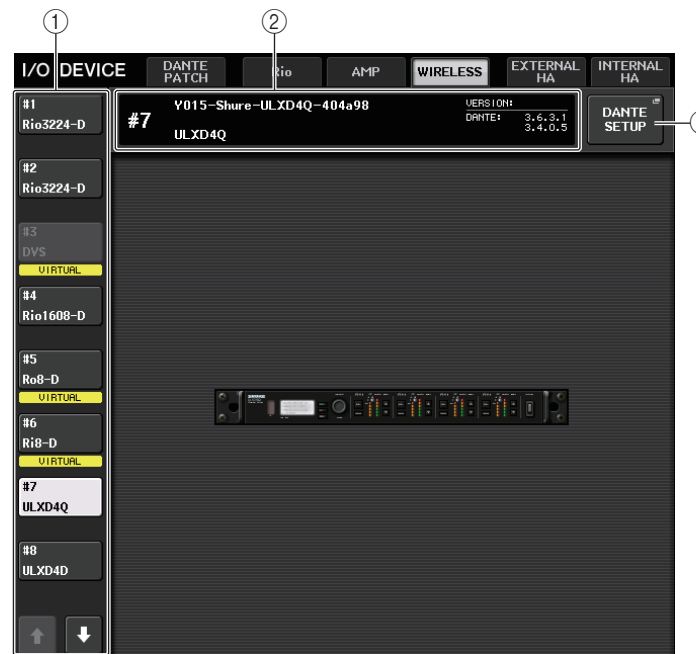 ① ②
I/O DEVICE DANTE PATCH Rio AMP WIRELESS EXTERNAL HA INTERNAL HA
#1
Rio3224-D
#7 Y015-Shure-ULXD4Q-404a98
ULXD4Q
VERSION:
DANTE: 3.6.3.1
3.4.0.5
DANTE SETUP
#2
Rio3224-D
#3
DVS
VIRTUAL
#4
Rio1608-D
#5
Ro8-D
VIRTUAL
#6
Ri8-D
VIRTUAL
#7
ULXD4Q
#8
ULXD4D